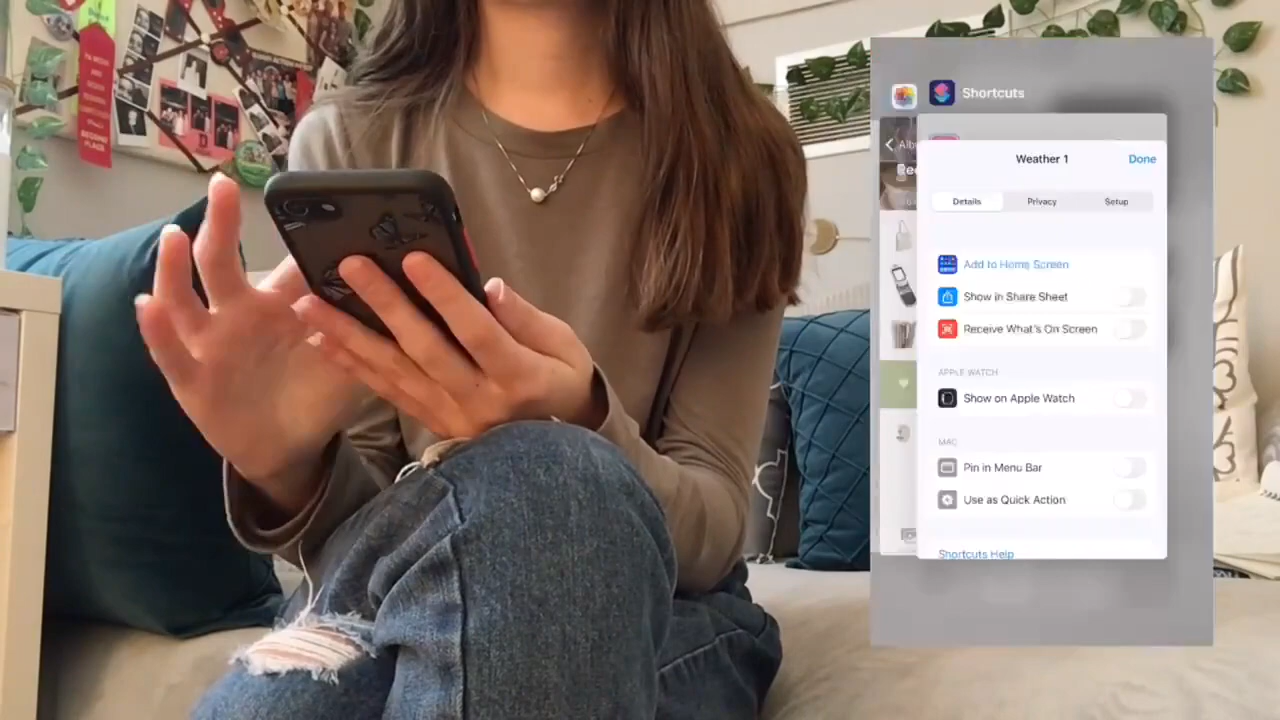 Shortcuts
Weather 1
Done
Details
Privacy
Setup
Add to Home Screen
Show in Share Sheet
Receive What's On Screen
APPLE WATCH
Show on Apple Watch
MAC
Pin in Menu Bar
Use as Quick Action
Shortcuts Help